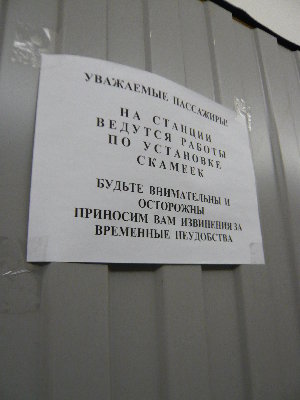 УВАЖАЕМЫЕ ПАССАЖИРЫ!
НА СТАНЦИИ
ВЕДУТСЯ РАБОТЫ
ПО УСТАНОВКЕ
СКАМЕЕК
БУДЬТЕ ВНИМАТЕЛЬНЫ И
ОСТОРОЖНЫ
ПРИНОСИМ ВАМ ИЗВИНЕНИЯ ЗА
ВРЕМЕННЫЕ НЕУДОБСТВА